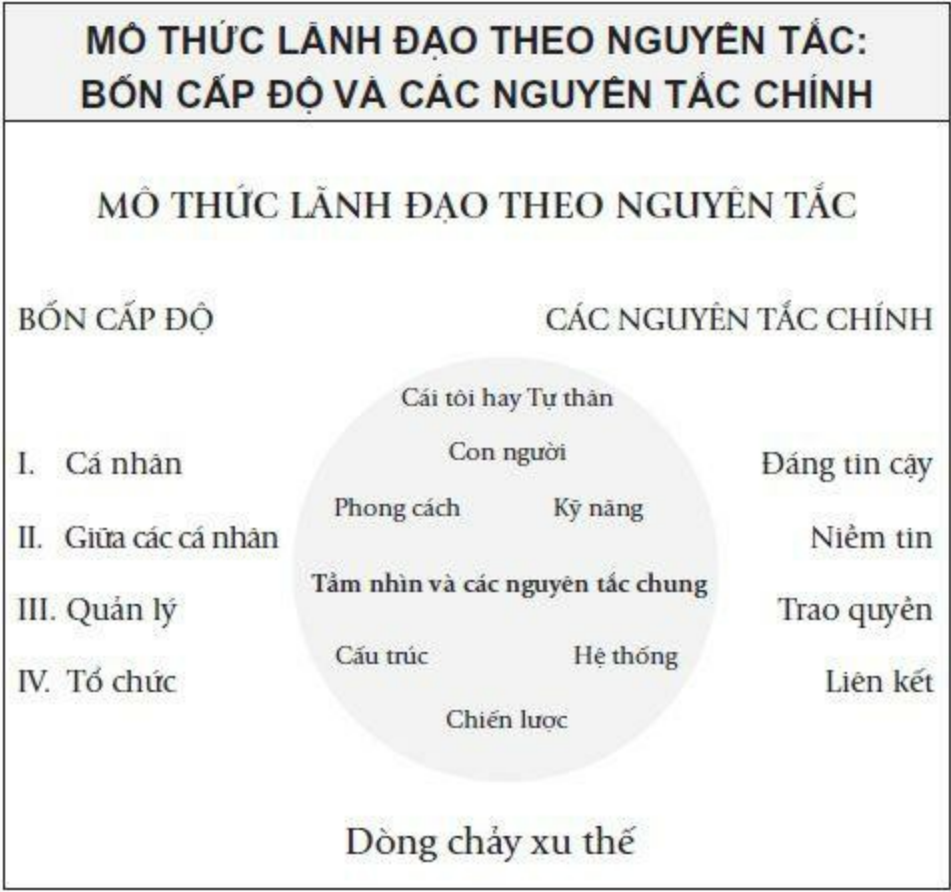 MÔ THỨC LÃNH ĐẠO THEO NGUYÊN TẮC:
BỐN CẤP ĐỘ VÀ CÁC NGUYÊN TẮC CHÍNH
MÔ THỨC LÃNH ĐẠO THEO NGUYÊN TẮC
BỐN CẤP ĐỘ
CÁC NGUYÊN TẮC CHÍNH
Cái tôi hay Tự thân
Con người
I. Cá nhân
Đáng tin cậy
Phong cách
Kỹ năng
II. Giữa các cá nhân
Niềm tin
Tầm nhìn và các nguyên tắc chung
III. Quản lý
Trao quyền
Cấu trúc
Hệ thống
IV. Tổ chức
Liên kết
Chiến lược
Dòng chảy xu thế